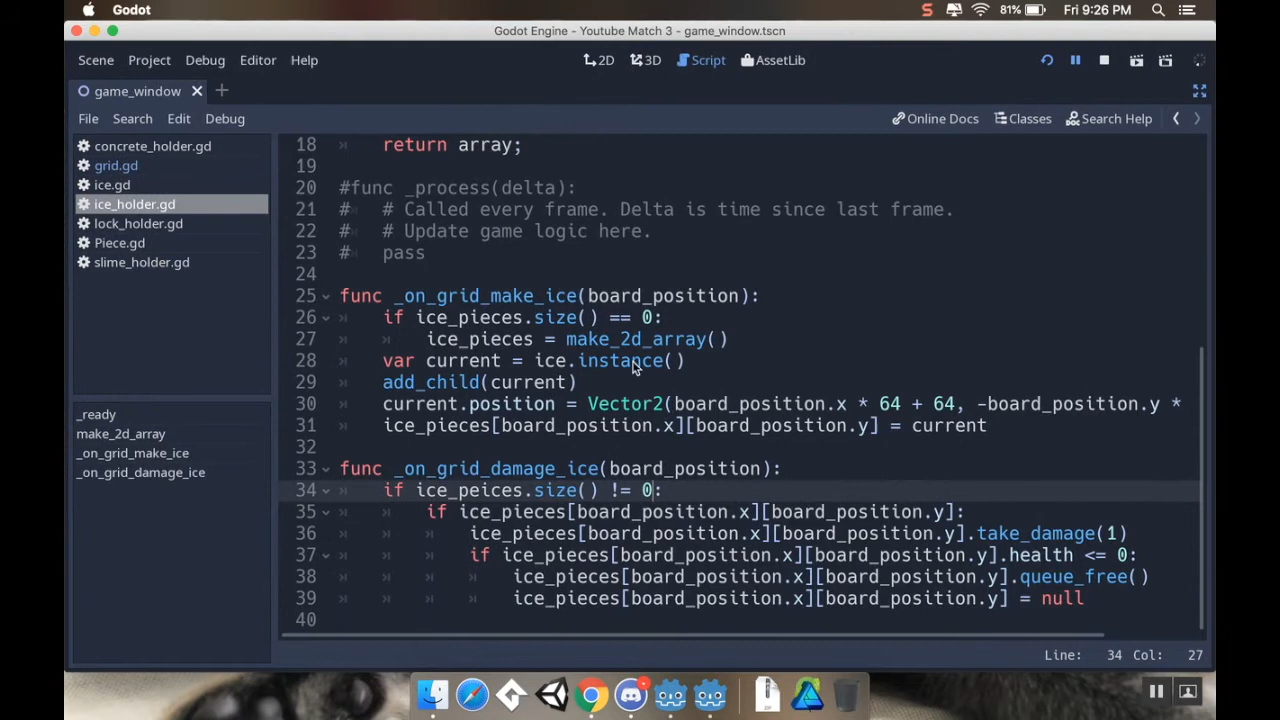 Godot
81%
Fri 9:26 PM
Godot Engine - Youtube Match 3 - game_window.tscn
Scene Project Debug Editor Help
2D 3D Script AssetLib
game_window
File Search Edit Debug
Online Docs Classes Search Help
concrete_holder.gd
grid.gd
ice.gd
ice_holder.gd
lock_holder.gd
Piece.gd
slime_holder.gd
_ready
make_2d_array
_on_grid_make_ice
_on_grid_damage_ice
18 return array;
19
20 #func _process(delta):
21 # # Called every frame. Delta is time since last frame.
22 # # Update game logic here.
23 # pass
24
25 func _on_grid_make_ice(board_position):
26 if ice_pieces.size() == 0:
27 ice_pieces = make_2d_array()
28 var current = ice.instance()
29 add_child(current)
30 current.position = Vector2(board_position.x * 64 + 64, -board_position.y *
31 ice_pieces[board_position.x][board_position.y] = current
32
33 func _on_grid_damage_ice(board_position):
34 if ice_peices.size() != 0:
35 if ice_pieces[board_position.x][board_position.y]:
36 ice_pieces[board_position.x][board_position.y].take_damage(1)
37 if ice_pieces[board_position.x][board_position.y].health <= 0:
38 ice_pieces[board_position.x][board_position.y].queue_free()
39 ice_pieces[board_position.x][board_position.y] = null
40
Line: 34 Col: 27